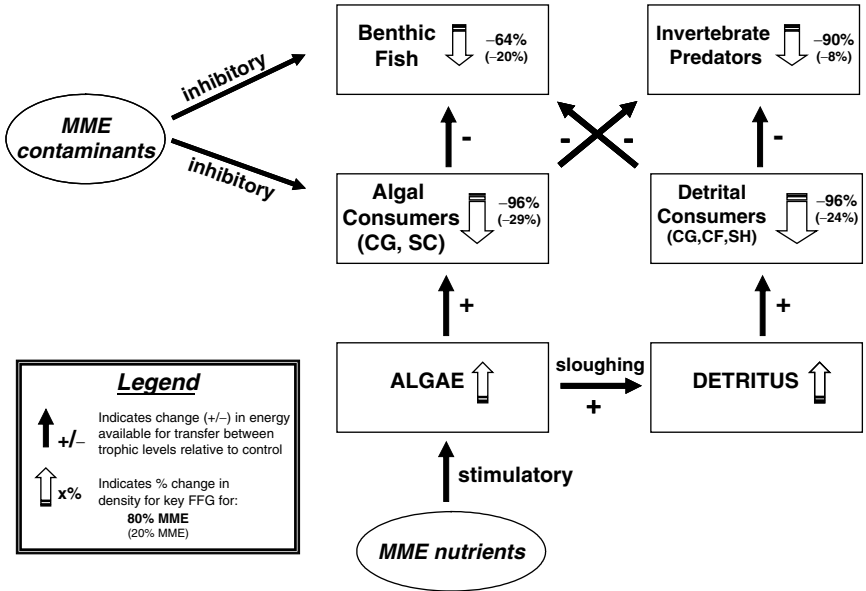 Benthic
Fish
–64%
(–20%)
Invertebrate
Predators
–90%
(–8%)
inhibitory
MME
contaminants
inhibitory
-
-
-
-
Algal
Consumers
(CG, SC)
–96%
(–29%)
Detrital
Consumers
(CG,CF,SH)
–96%
(–24%)
+
+
ALGAE
sloughing
+
DETRITUS
stimulatory
MME nutrients
Legend
+/–
Indicates change (+/–) in energy
available for transfer between
trophic levels relative to control
x%
Indicates % change in
density for key FFG for:
80% MME
(20% MME)